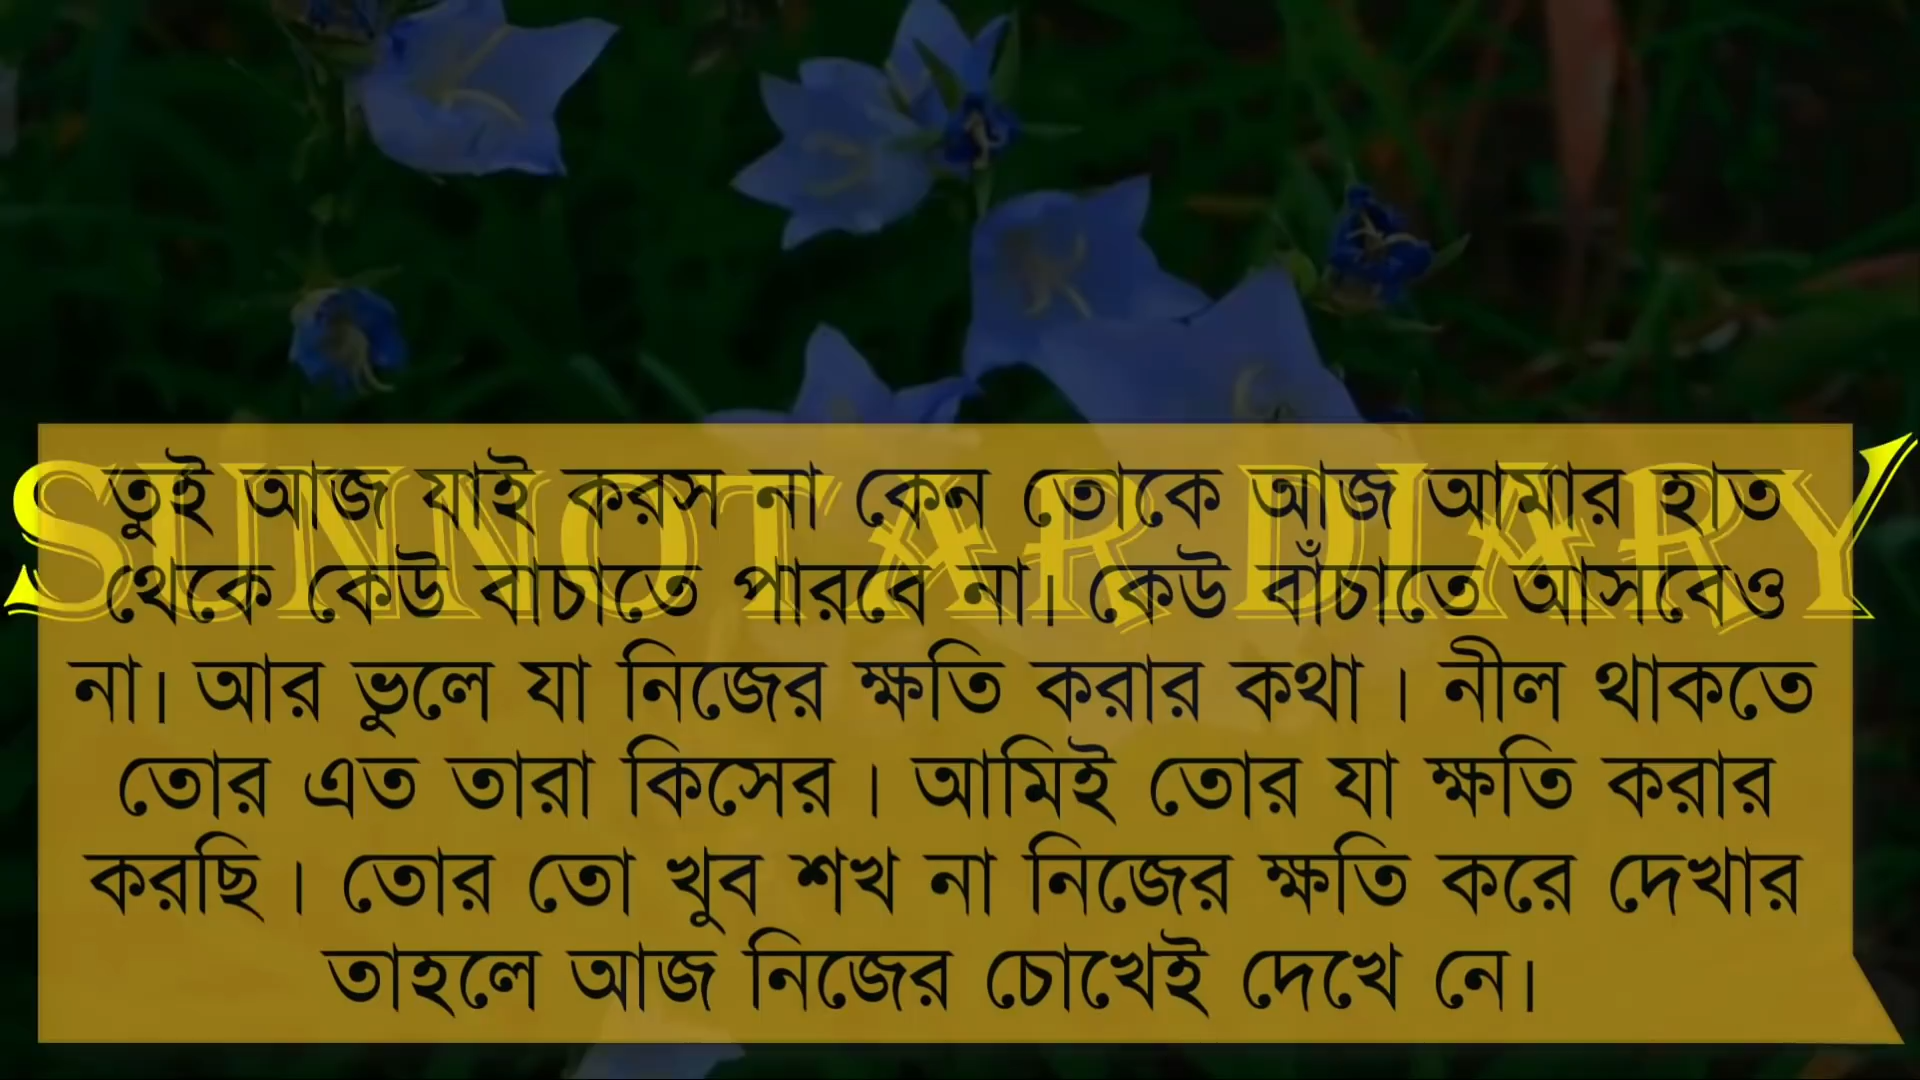 SUNNOTAR DIARY
তুই আজ যাই করস না কেন তোকে আজ আমার হাত
থেকে কেউ বাচাতে পারবে না। কেউ বাঁচাতে আসবেও
না। আর ভুলে যা নিজের ক্ষতি করার কথা । নীল থাকতে
তোর এত তারা কিসের । আমিই তোর যা ক্ষতি করার
করছি । তোর তো খুব শখ না নিজের ক্ষতি করে দেখার
তাহলে আজ নিজের চোখেই দেখে নে।